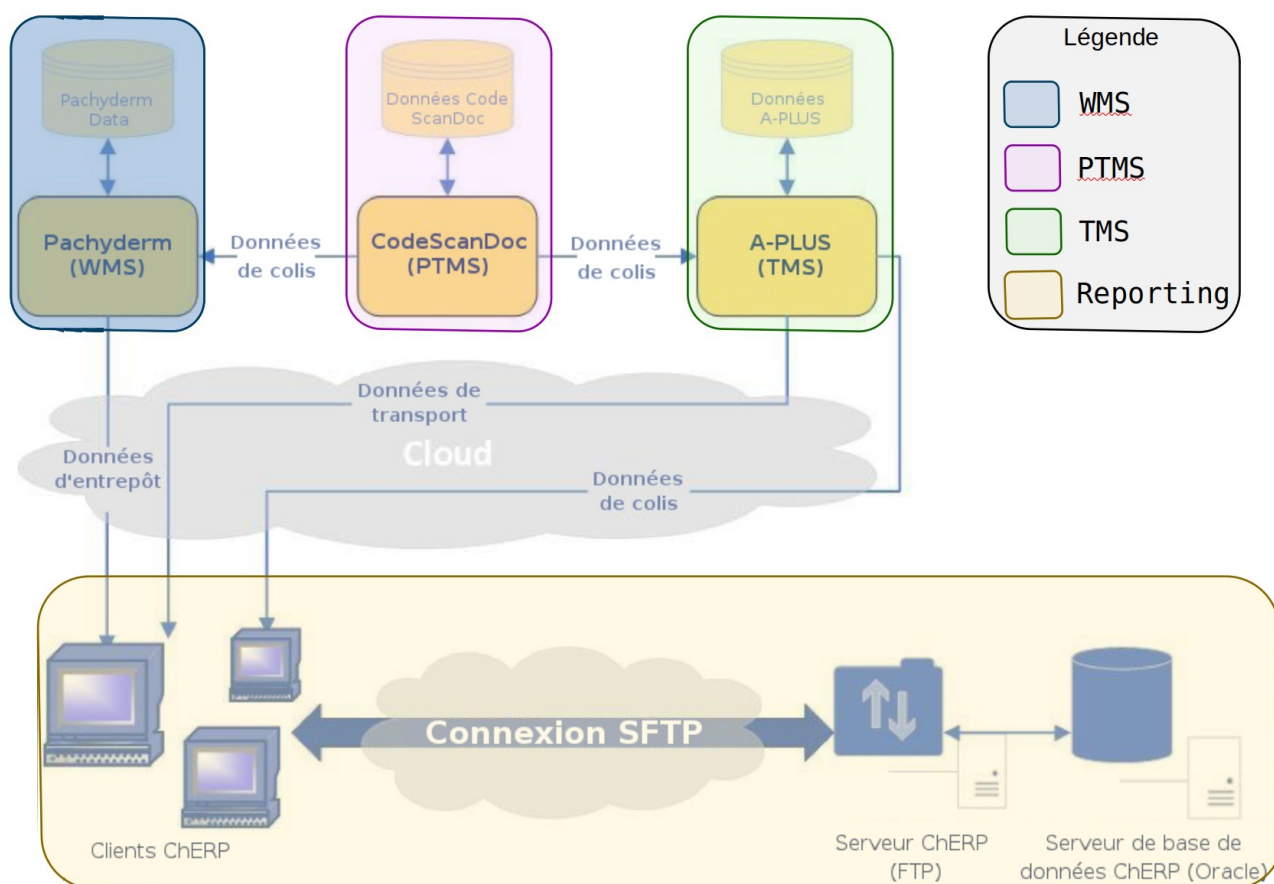 Légende
WMS
PTMS
TMS
Reporting
Pachyderm
Data
Données Code
ScanDoc
Données
A-PLUS
Pachyderm
(WMS)
Données
de colis
CodeScanDoc
(PTMS)
Données
de colis
A-PLUS
(TMS)
Données de
transport
Cloud
Données
d'entrepôt
Données
de colis
Connexion SFTP
Clients ChERP
Serveur ChERP
(FTP)
Serveur de base de
données ChERP (Oracle)